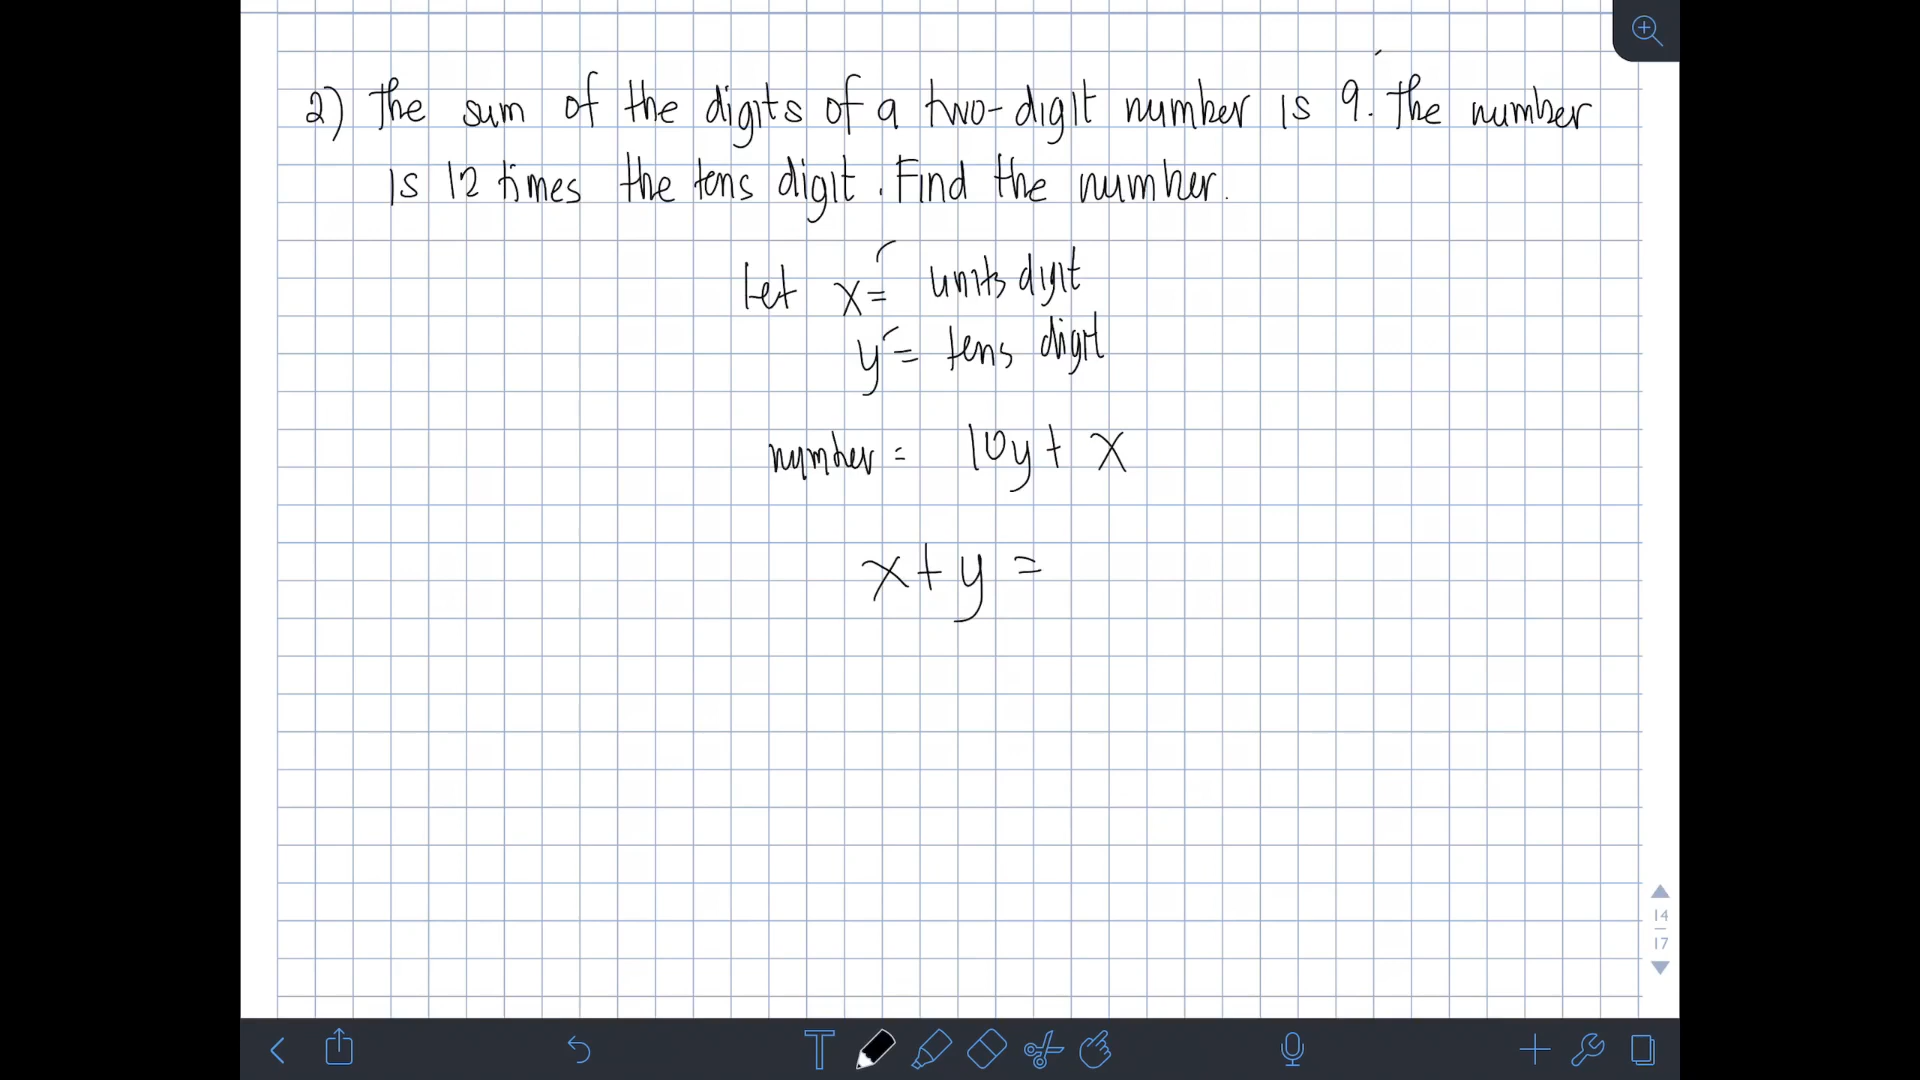 2) The sum of the digits of a two-digit number is 9. The number
is 12 times the tens digit. Find the number.
Let x = units digit
y = tens digit
number = 10y + x
x + y =
14
17
T